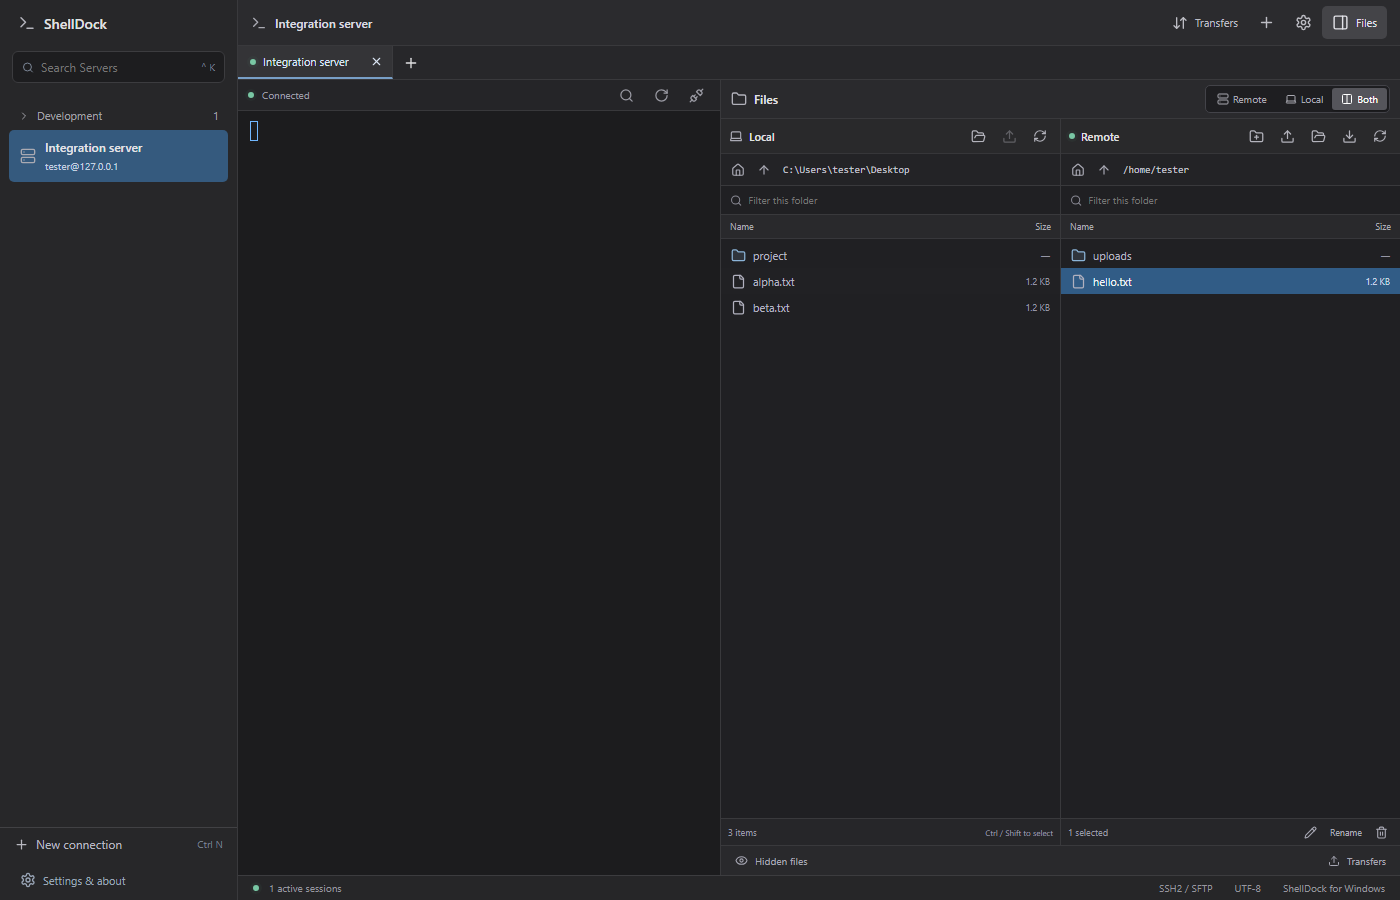 ShellDock
Search Servers ^ K
Development 1
Integration server
tester@127.0.0.1
New connection Ctrl N
Settings & about
Integration server
Transfers
Files
Integration server
Connected
Files
Remote Local Both
Local
C:\Users\tester\Desktop
Filter this folder
Name Size
project —
alpha.txt 1.2 KB
beta.txt 1.2 KB
3 items Ctrl / Shift to select
Remote
/home/tester
Filter this folder
Name Size
uploads —
hello.txt 1.2 KB
1 selected Rename
Hidden files Transfers
1 active sessions SSH2 / SFTP UTF-8 ShellDock for Windows